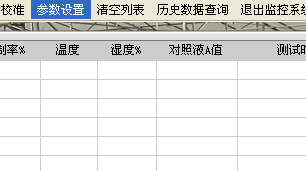 校准 参数设置 清空列表 历史数据查询 退出监控系统
制率% 温度 湿度% 对照液A值 测试时